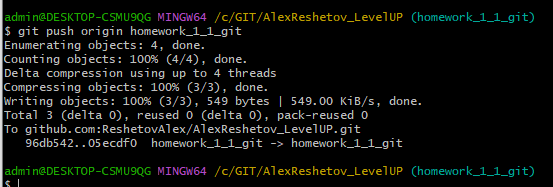 admin@DESKTOP-CSMU9QG MINGW64 /c/GIT/AlexReshetov_LevelUP (homework_1_1_git)
$ git push origin homework_1_1_git
Enumerating objects: 4, done.
Counting objects: 100% (4/4), done.
Delta compression using up to 4 threads
Compressing objects: 100% (3/3), done.
Writing objects: 100% (3/3), 549 bytes | 549.00 KiB/s, done.
Total 3 (delta 0), reused 0 (delta 0), pack-reused 0
To github.com:ReshetovAlex/AlexReshetov_LevelUP.git
   96db542..05ecdf0  homework_1_1_git -> homework_1_1_git
admin@DESKTOP-CSMU9QG MINGW64 /c/GIT/AlexReshetov_LevelUP (homework_1_1_git)
$